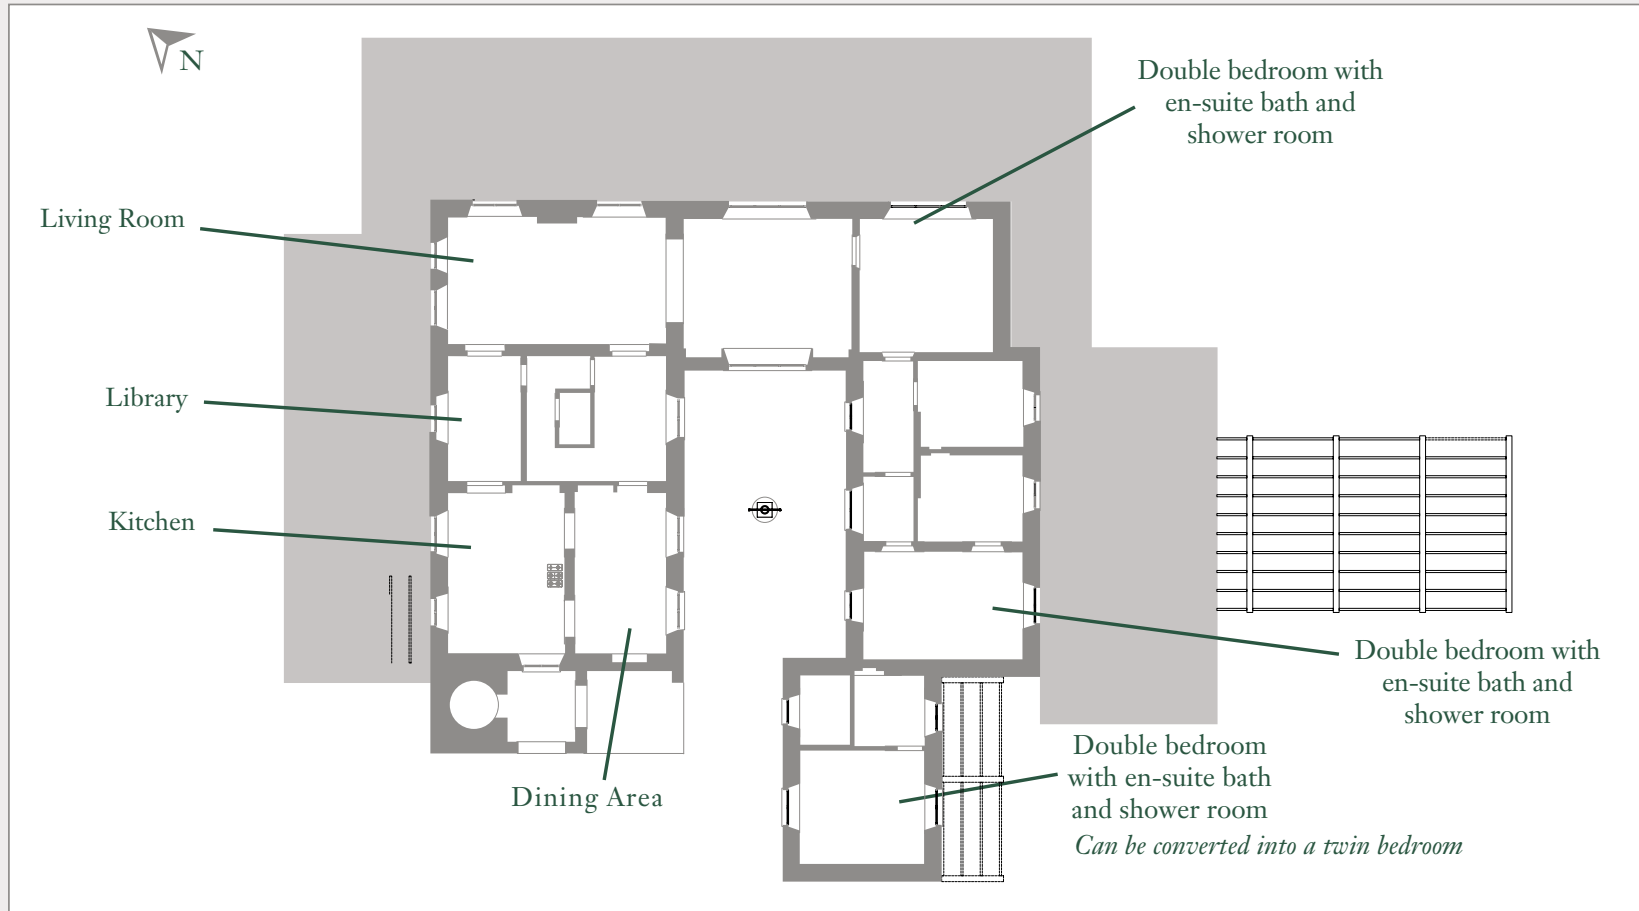 N
Double bedroom with
en-suite bath and
shower room
Living Room
Library
Kitchen
Double bedroom with
en-suite bath and
shower room
Double bedroom
with en-suite bath
and shower room
Can be converted into a twin bedroom
Dining Area